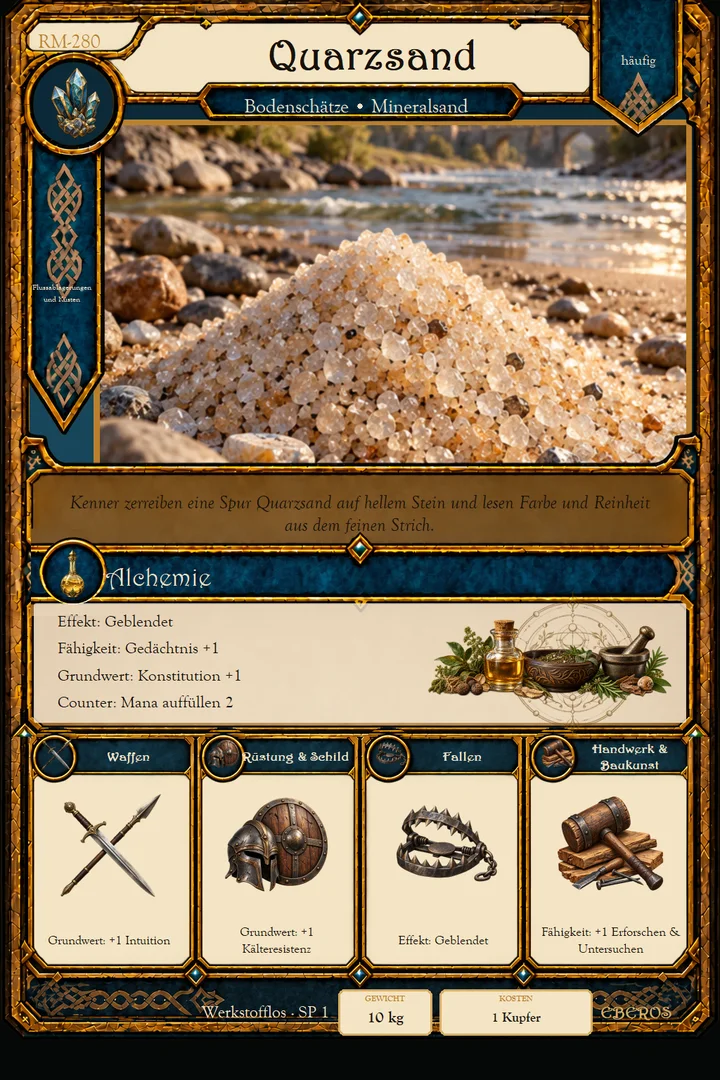 RM-280
Quarzsand
häufig
Bodenschätze • Mineralsand
Flussablagerungen
und Küsten
Kenner zerreiben eine Spur Quarzsand auf hellem Stein und lesen Farbe und Reinheit
aus dem feinen Strich.
Alchemie
Effekt: Geblendet
Fähigkeit: Gedächtnis +1
Grundwert: Konstitution +1
Counter: Mana auffüllen 2
Waffen
Rüstung & Schild
Fallen
Handwerk &
Baukunst
Grundwert: +1 Intuition
Grundwert: +1
Kälteresistenz
Effekt: Geblendet
Fähigkeit: +1 Erforschen &
Untersuchen
Werkstofflos · SP 1
GEWICHT
10 kg
KOSTEN
1 Kupfer
EBEROS